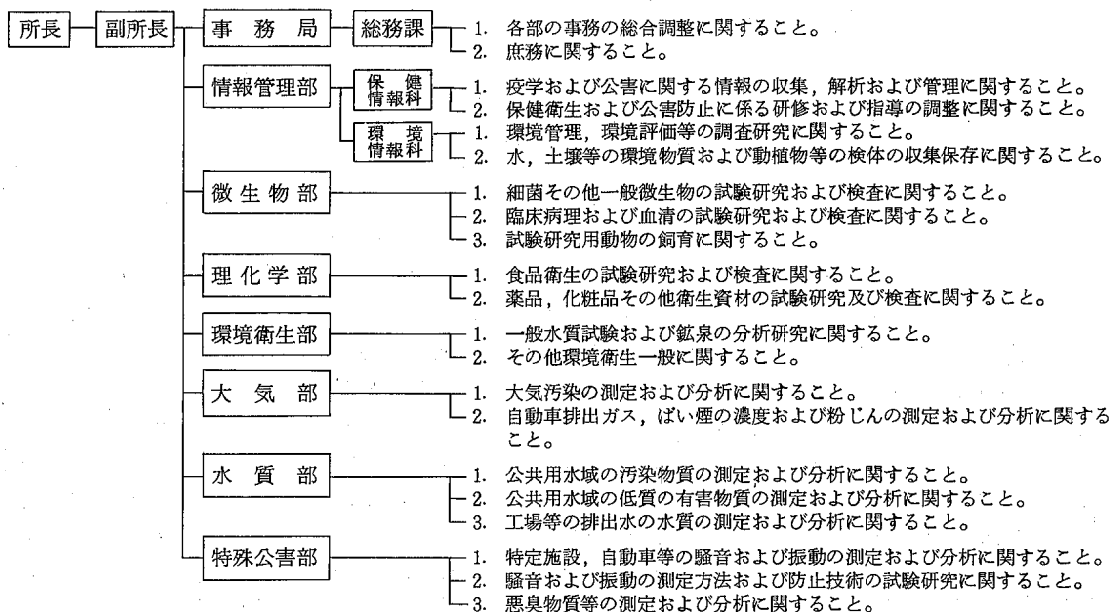 所長 副所長 事務局 総務課 1. 各部の事務の総合調整に関すること。
2. 庶務に関すること。
情報管理部 保健情報科 1. 疫学および公害に関する情報の収集，解析および管理に関すること。
2. 保健衛生および公害防止に係る研修および指導の調整に関すること。
環境情報科 1. 環境管理，環境評価等の調査研究に関すること。
2. 水，土壌等の環境物質および動植物等の検体の収集保存に関すること。
微生物部 1. 細菌その他一般微生物の試験研究および検査に関すること。
2. 臨床病理および血清の試験研究および検査に関すること。
3. 試験研究用動物の飼育に関すること。
理化学部 1. 食品衛生の試験研究および検査に関すること。
2. 薬品，化粧品その他衛生資材の試験研究及び検査に関すること。
環境衛生部 1. 一般水質試験および鉱泉の分析研究に関すること。
2. その他環境衛生一般に関すること。
大気部 1. 大気汚染の測定および分析に関すること。
2. 自動車排出ガス，ばい煙の濃度および粉じんの測定および分析に関する
こと。
水質部 1. 公共用水域の汚染物質の測定および分析に関すること。
2. 公共用水域の低質の有害物質の測定および分析に関すること。
3. 工場等の排出水の水質の測定および分析に関すること。
特殊公害部 1. 特定施設，自動車等の騒音および振動の測定および分析に関すること。
2. 騒音および振動の測定方法および防止技術の試験研究に関すること。
3. 悪臭物質等の測定および分析に関すること。